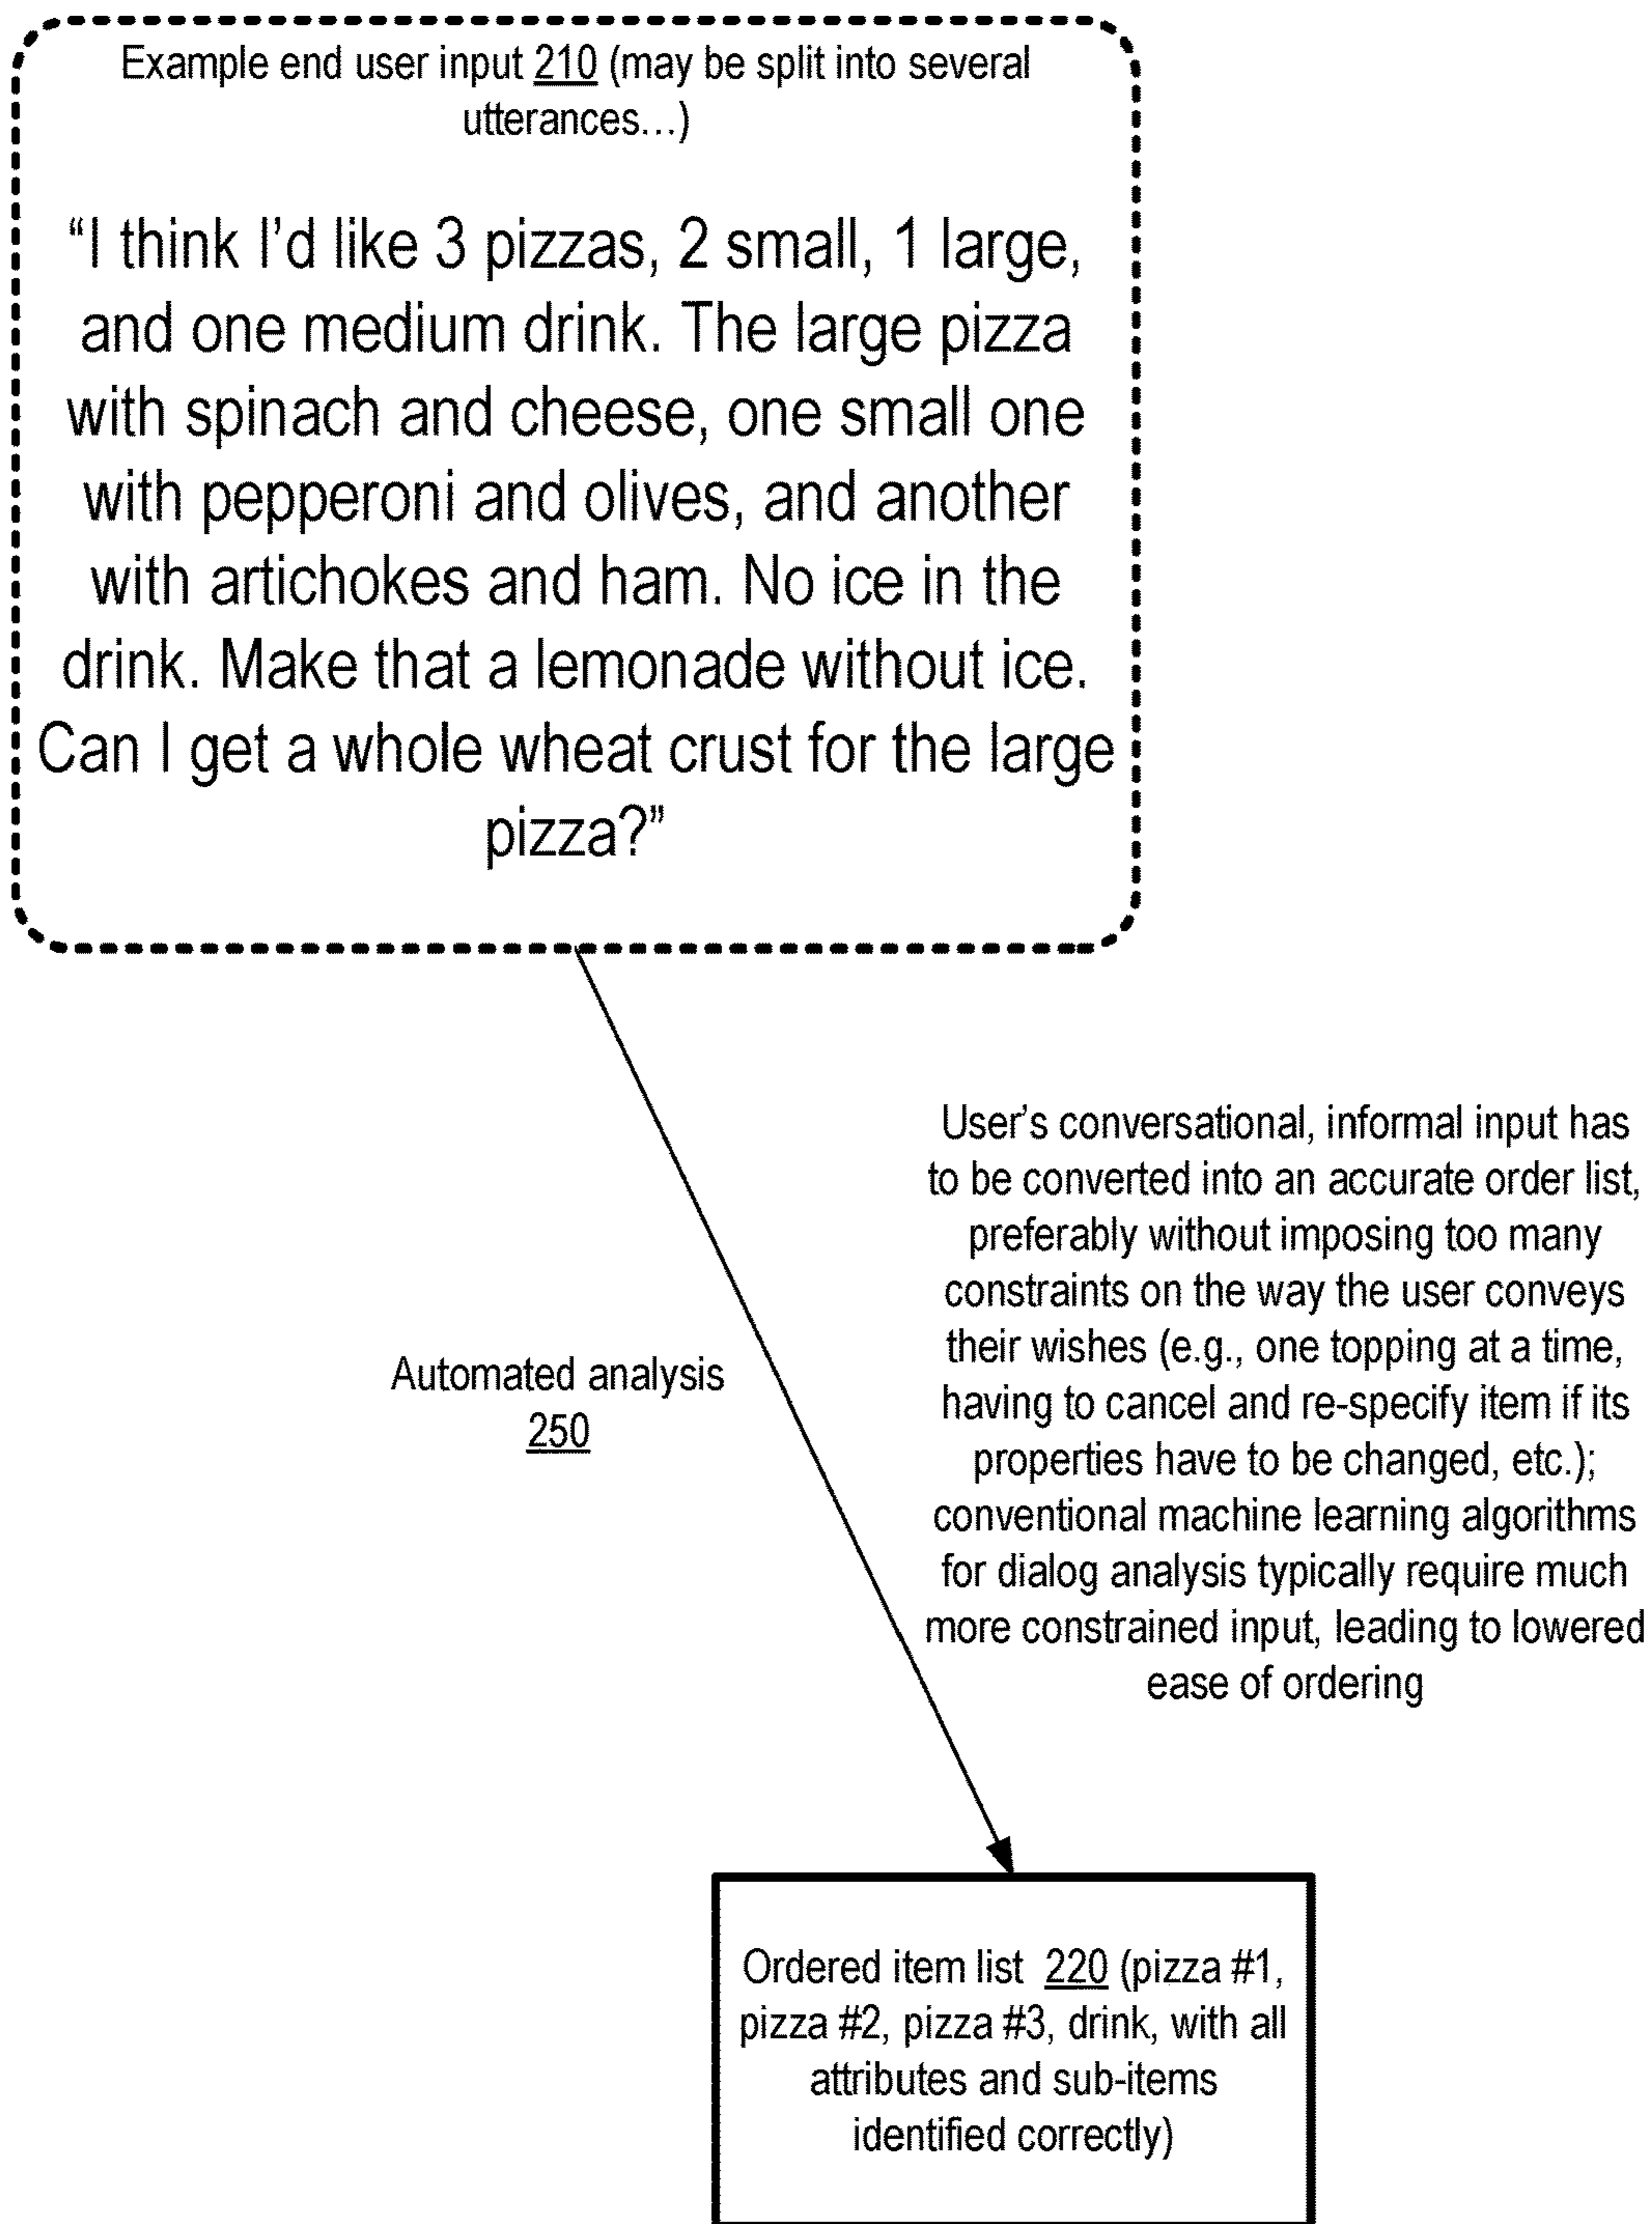 Example end user input 210 (may be split into several
utterances…)
“I think I’d like 3 pizzas, 2 small, 1 large,
and one medium drink. The large pizza
with spinach and cheese, one small one
with pepperoni and olives, and another
with artichokes and ham. No ice in the
drink. Make that a lemonade without ice.
Can I get a whole wheat crust for the large
pizza?”
User’s conversational, informal input has
to be converted into an accurate order list,
preferably without imposing too many
constraints on the way the user conveys
their wishes (e.g., one topping at a time,
having to cancel and re-specify item if its
properties have to be changed, etc.);
conventional machine learning algorithms
for dialog analysis typically require much
more constrained input, leading to lowered
ease of ordering
Automated analysis
250
Ordered item list 220 (pizza #1,
pizza #2, pizza #3, drink, with all
attributes and sub-items
identified correctly)